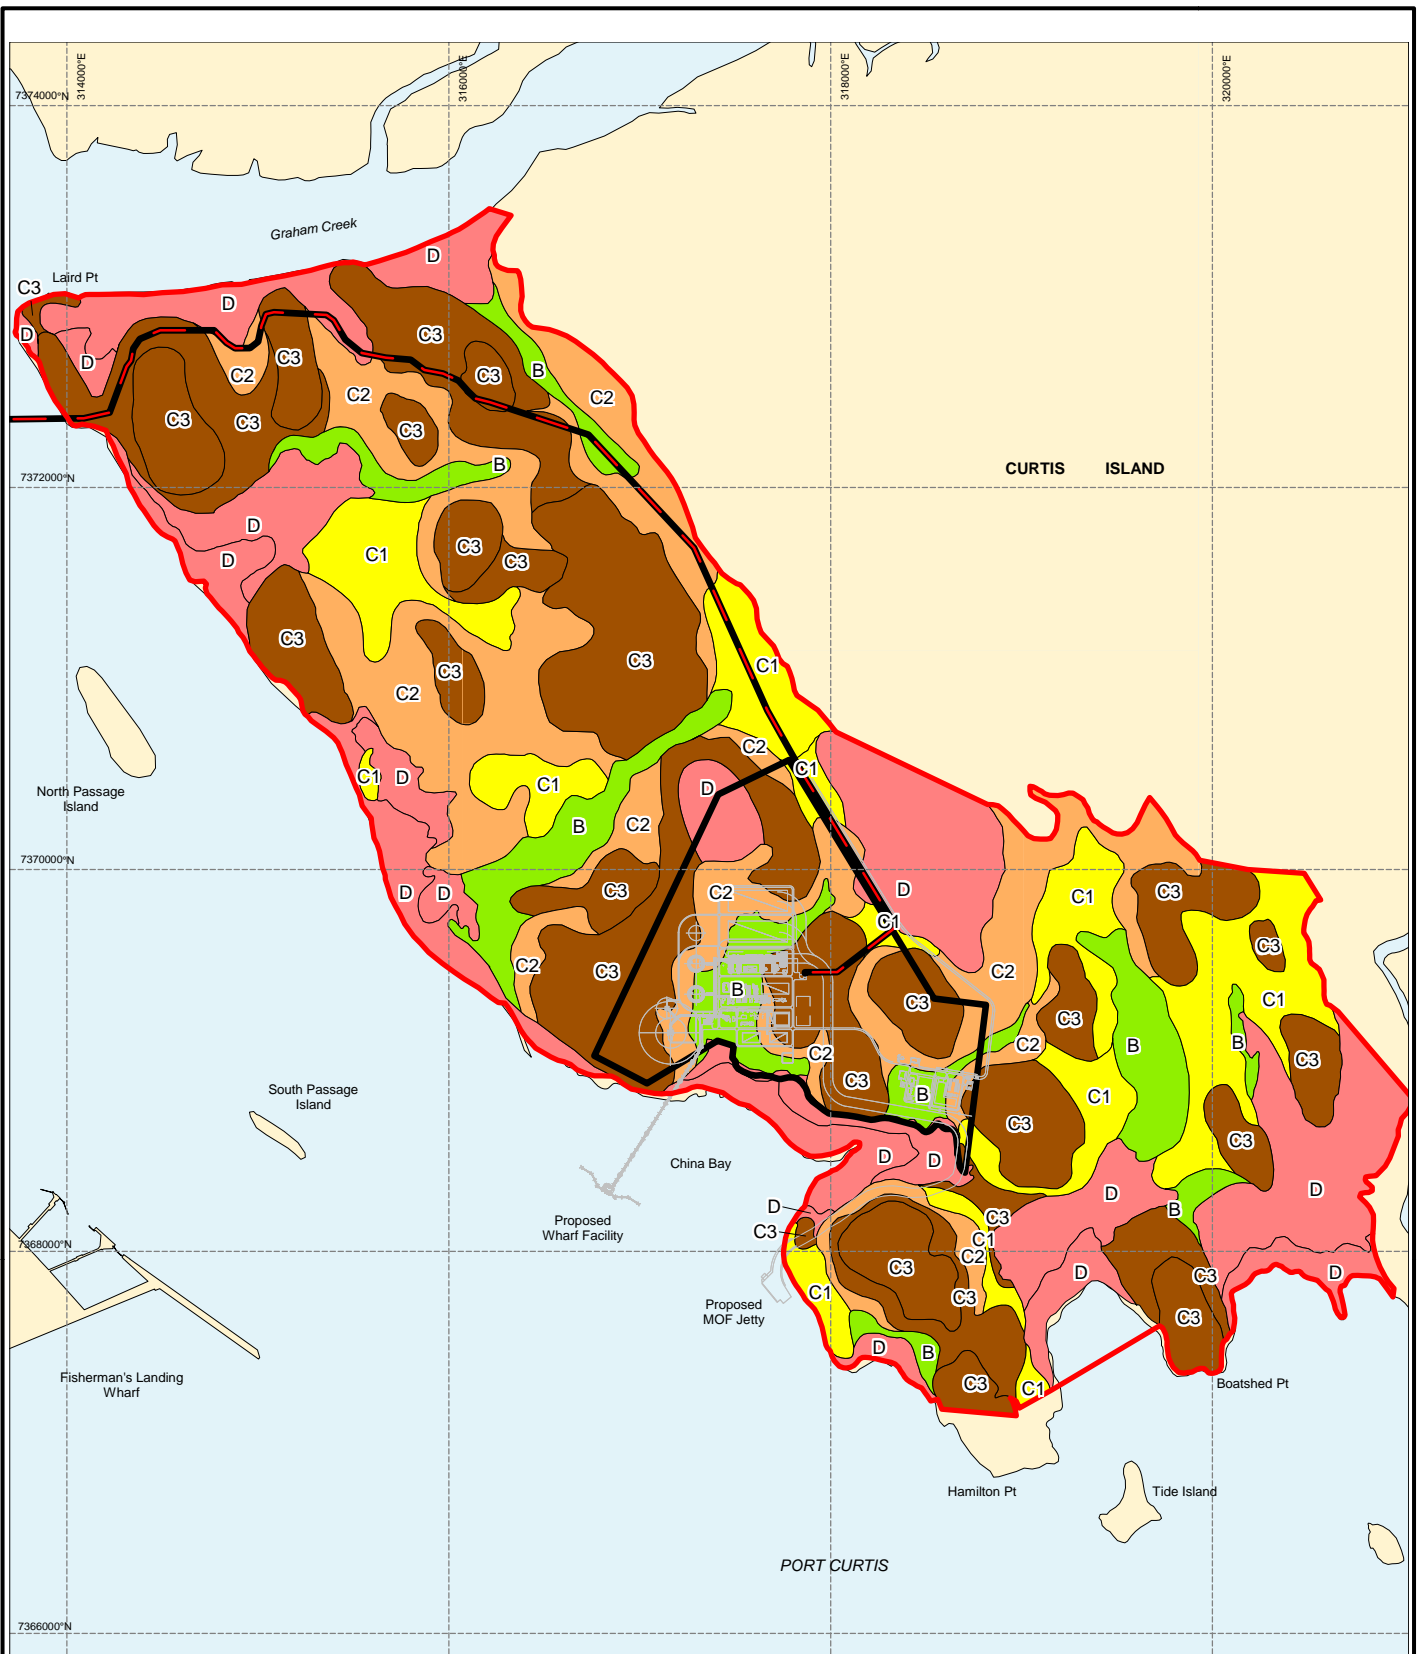 314000°E
316000°E
318000°E
320000°E
7374000°N
Graham Creek
D
Laird Pt
C3
D
D
C3
D
C3
B
C2
C3
C2
C2
C3
C3
C3
C3
B
CURTIS ISLAND
7372000°N
D
C1
C3
C3
D
C3
C3
C1
C3
C2
C2
C1
C1
D
C1
D
North Passage
Island
B
C2
7370000°N
D
D
C3
C2
D
C1
C3
C1
C3
C2
C3
C2
B
C3
C1
C3
B
B
C2
C2
C3
C3
B
C1
South Passage
Island
C3
C3
China Bay
D
D
D
D
D
C3
B
Proposed
Wharf Facility
C3
C1
C2
7368000°N
C3
D
C3
D
C1
C3
C3
Proposed
MOF Jetty
D
B
Fisherman's Landing
Wharf
C3
C1
Boatshed Pt
Hamilton Pt
Tide Island
PORT CURTIS
7366000°N